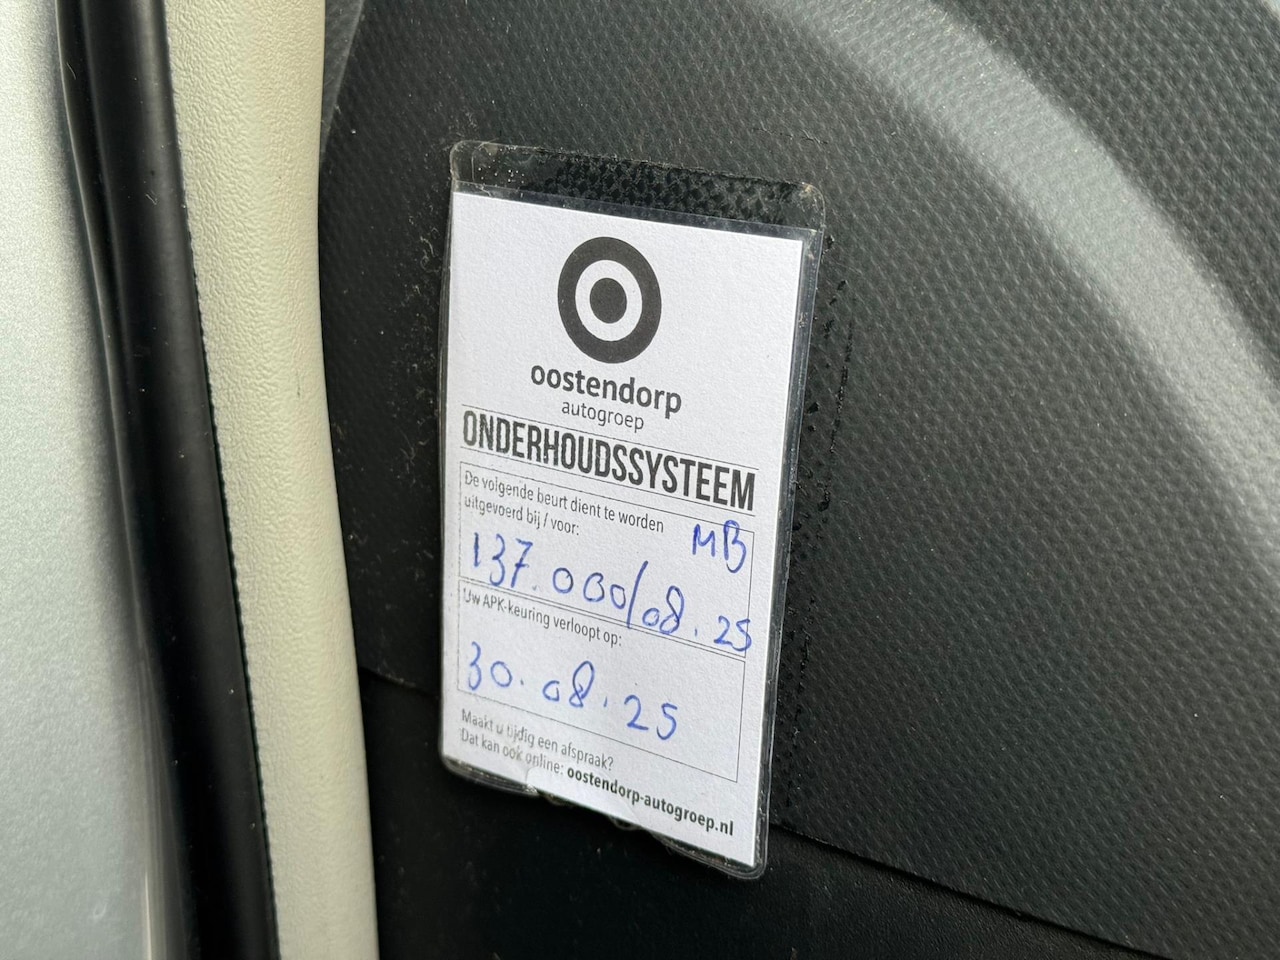 oostendorp
autogroep
ONDERHOUDSSYSTEEM
De volgende beurt dient te worden
uitgevoerd bij / voor: MB
137.000/08.25
Uw APK-keuring verloopt op:
30.08.25
Maakt u tijdig een afspraak?
Dat kan ook online: oostendorp-autogroep.nl